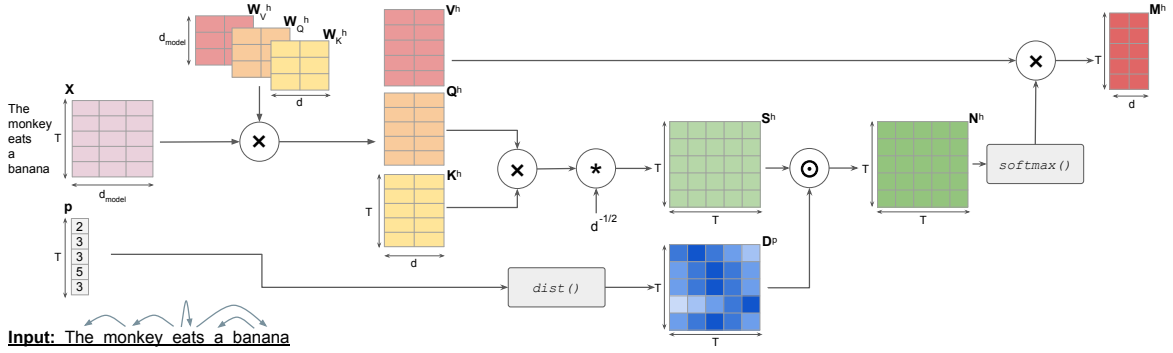 W_V^h
W_Q^h
W_K^h
d_model
d
X
The
monkey
eats
a
banana
T
d_model
×
V^h
Q^h
K^h
T
d
×
*
d^-1/2
S^h
T
T
⊙
N^h
T
T
softmax()
×
M^h
T
d
p
T
2
3
3
5
3
dist()
D^p
T
T
Input: The monkey eats a banana